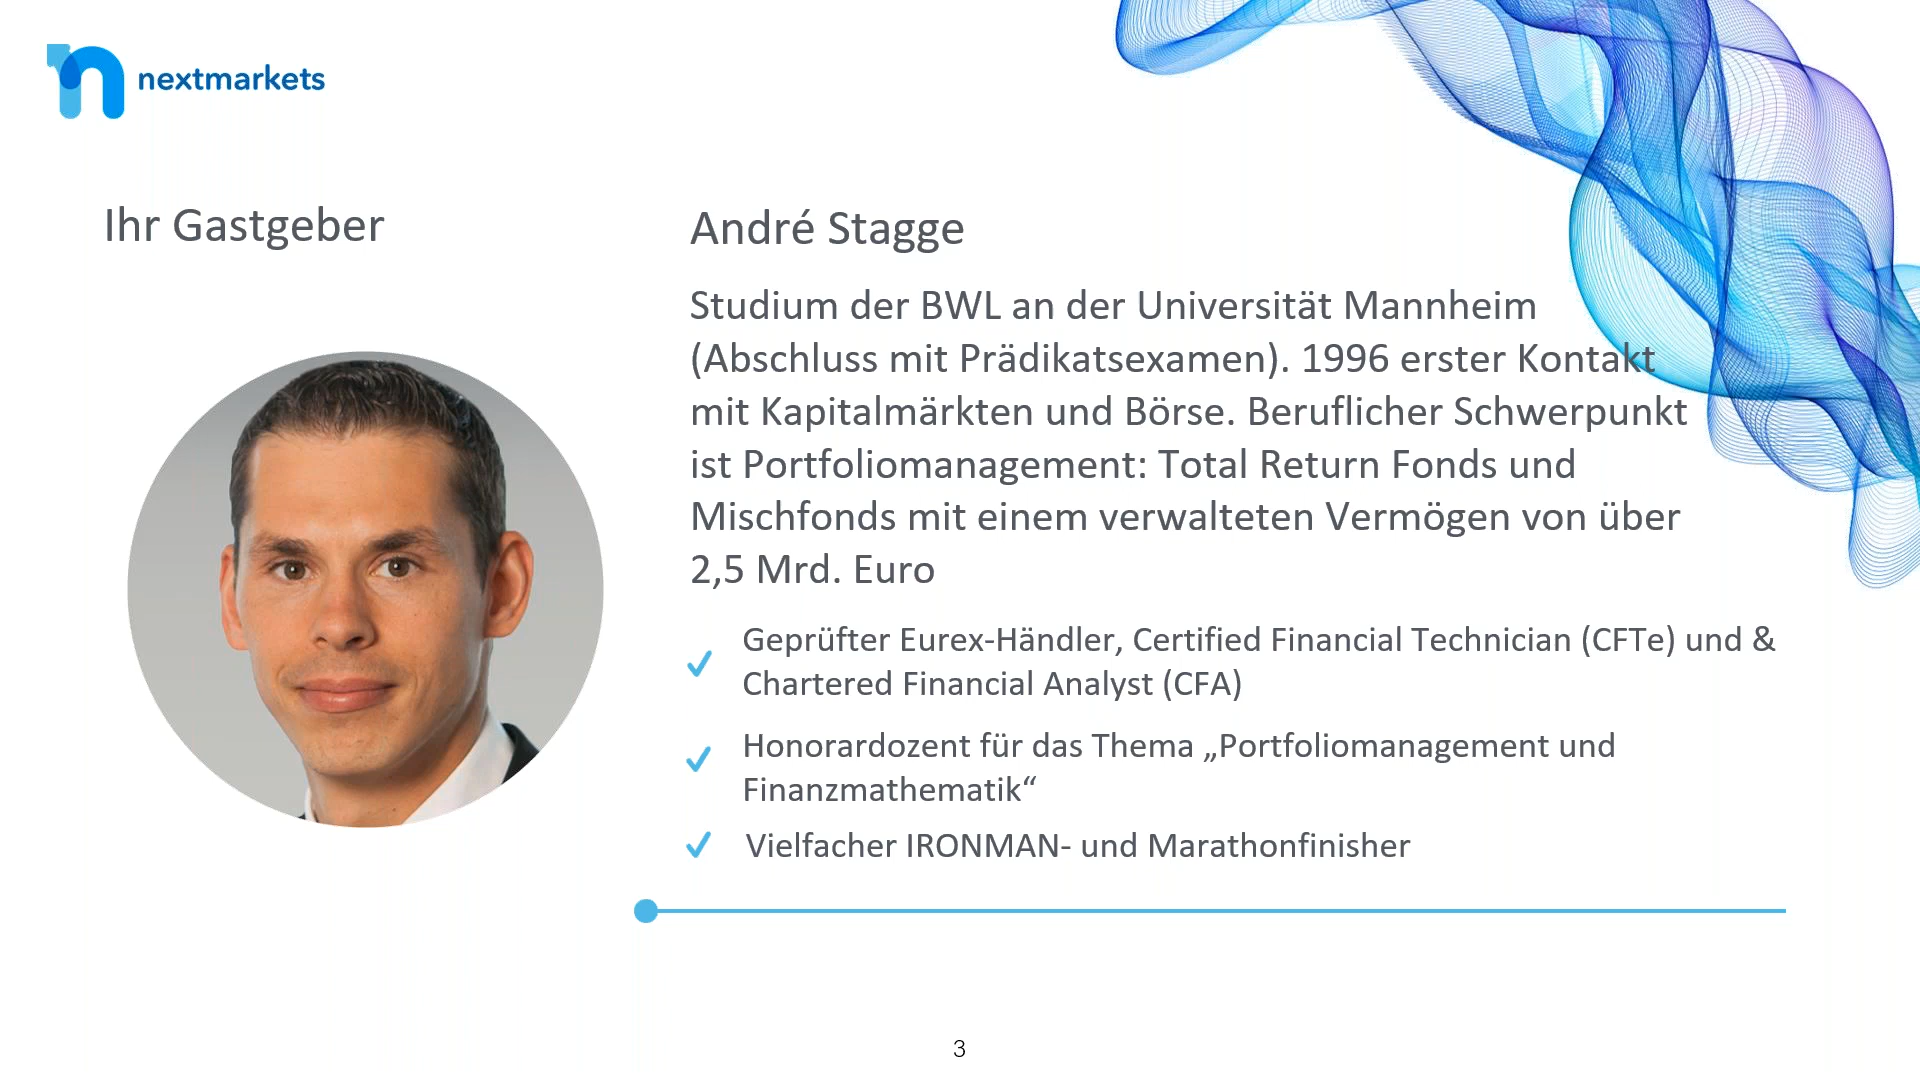 nextmarkets
Ihr Gastgeber
André Stagge
Studium der BWL an der Universität Mannheim
(Abschluss mit Prädikatsexamen). 1996 erster Kontakt
mit Kapitalmärkten und Börse. Beruflicher Schwerpunkt
ist Portfoliomanagement: Total Return Fonds und
Mischfonds mit einem verwalteten Vermögen von über
2,5 Mrd. Euro
Geprüfter Eurex-Händler, Certified Financial Technician (CFTe) und &
Chartered Financial Analyst (CFA)
Honorardozent für das Thema „Portfoliomanagement und
Finanzmathematik“
Vielfacher IRONMAN- und Marathonfinisher
3